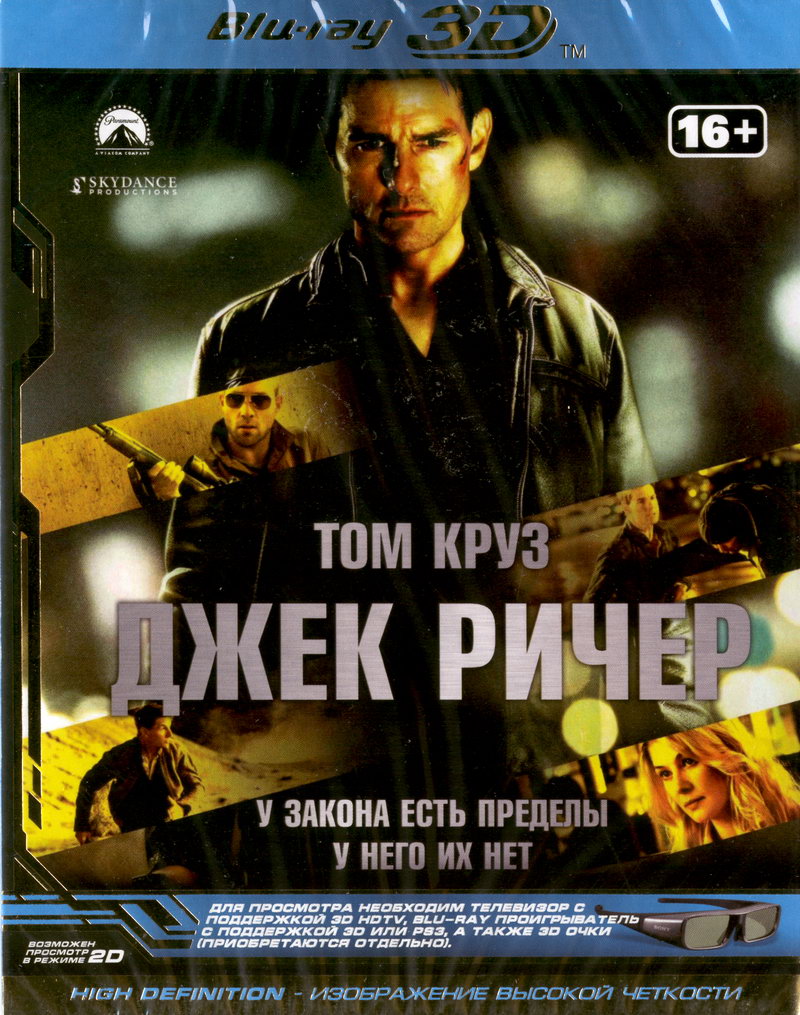 Blu-ray 3D™
Paramount
A VIACOM COMPANY
16+
SKYDANCE
PRODUCTIONS
ТОМ КРУЗ
ДЖЕК РИЧЕР
У ЗАКОНА ЕСТЬ ПРЕДЕЛЫ
У НЕГО ИХ НЕТ
ДЛЯ ПРОСМОТРА НЕОБХОДИМ ТЕЛЕВИЗОР С
ПОДДЕРЖКОЙ 3D HDTV, BLU-RAY ПРОИГРЫВАТЕЛЬ
С ПОДДЕРЖКОЙ 3D ИЛИ PS3, А ТАКЖЕ 3D ОЧКИ
(ПРИОБРЕТАЮТСЯ ОТДЕЛЬНО).
SONY
ВОЗМОЖЕН
ПРОСМОТР
В РЕЖИМЕ 2D
HIGH DEFINITION - ИЗОБРАЖЕНИЕ ВЫСОКОЙ ЧЕТКОСТИ